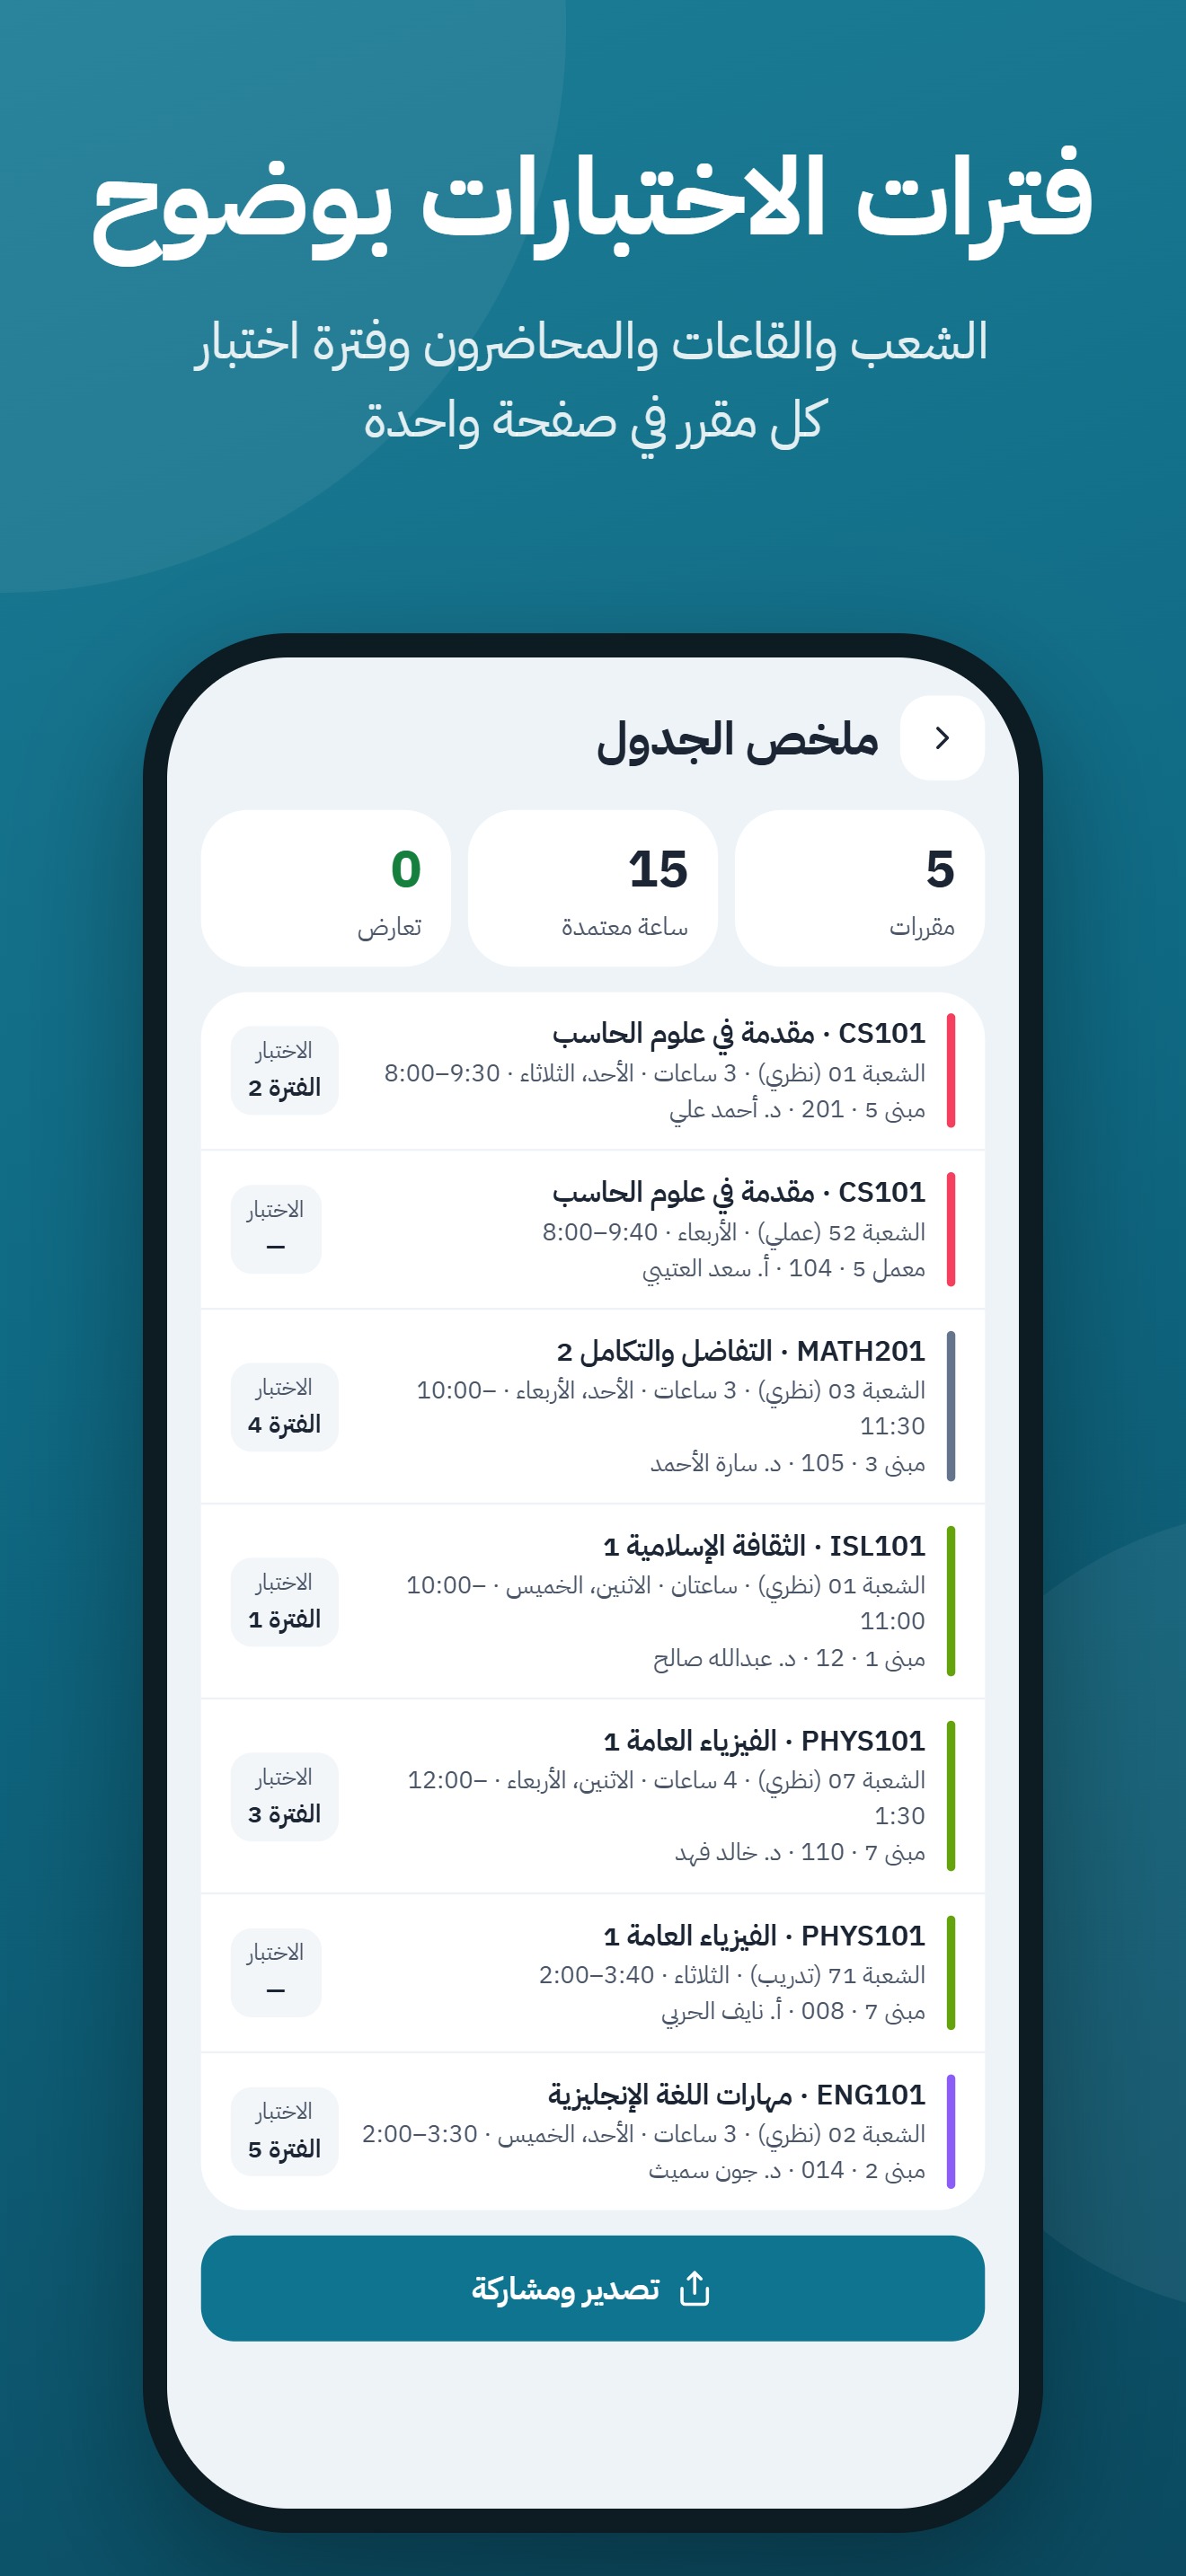 فترات الاختبارات بوضوح
الشعب والقاعات والمحاضرون وفترة اختبار
كل مقرر في صفحة واحدة
ملخص الجدول
5
مقررات
15
ساعة معتمدة
0
تعارض
CS101 · مقدمة في علوم الحاسب
الشعبة 01 (نظري) · 3 ساعات · الأحد، الثلاثاء · 8:00–9:30
مبنى 5 · 201 · د. أحمد علي
الاختبار
الفترة 2
CS101 · مقدمة في علوم الحاسب
الشعبة 52 (عملي) · الأربعاء · 8:00–9:40
معمل 5 · 104 · أ. سعد العتيبي
الاختبار
—
MATH201 · التفاضل والتكامل 2
الشعبة 03 (نظري) · 3 ساعات · الأحد، الأربعاء · 10:00–
11:30
مبنى 3 · 105 · د. سارة الأحمد
الاختبار
الفترة 4
ISL101 · الثقافة الإسلامية 1
الشعبة 01 (نظري) · ساعتان · الاثنين، الخميس · 10:00–
11:00
مبنى 1 · 12 · د. عبدالله صالح
الاختبار
الفترة 1
PHYS101 · الفيزياء العامة 1
الشعبة 07 (نظري) · 4 ساعات · الاثنين، الأربعاء · 12:00–
1:30
مبنى 7 · 110 · د. خالد فهد
الاختبار
الفترة 3
PHYS101 · الفيزياء العامة 1
الشعبة 71 (تدريب) · الثلاثاء · 2:00–3:40
مبنى 7 · 008 · أ. نايف الحربي
الاختبار
—
ENG101 · مهارات اللغة الإنجليزية
الشعبة 02 (نظري) · 3 ساعات · الأحد، الخميس · 2:00–3:30
مبنى 2 · 014 · د. جون سميث
الاختبار
الفترة 5
تصدير ومشاركة